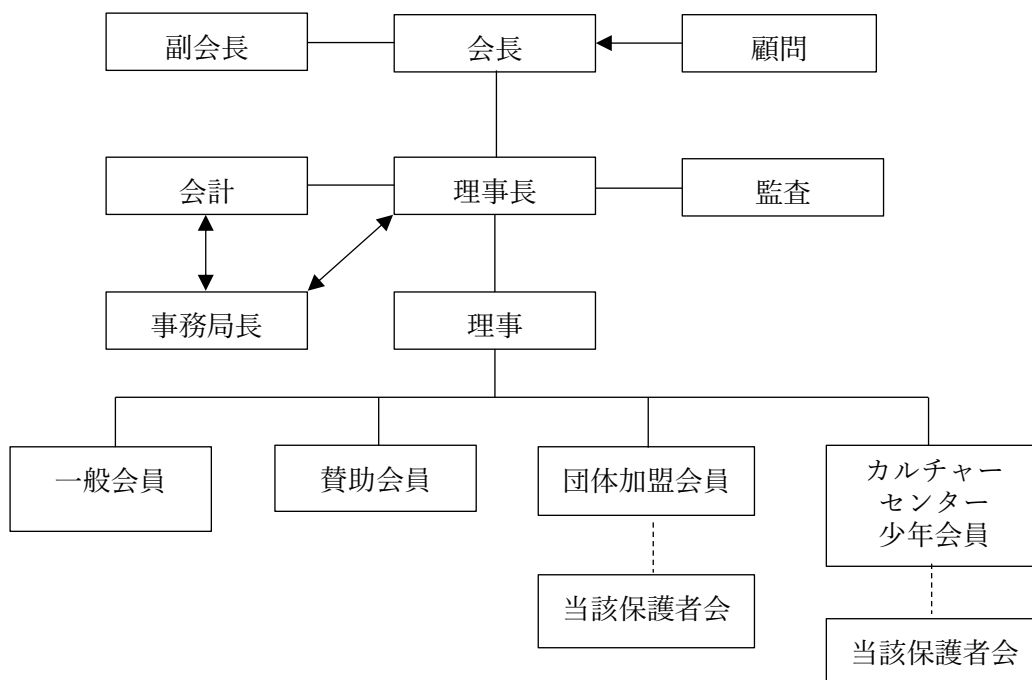 副会長
会長
顧問
会計
理事長
監査
事務局長
理事
一般会員
賛助会員
団体加盟会員
カルチャー
センター
少年会員
当該保護者会
当該保護者会